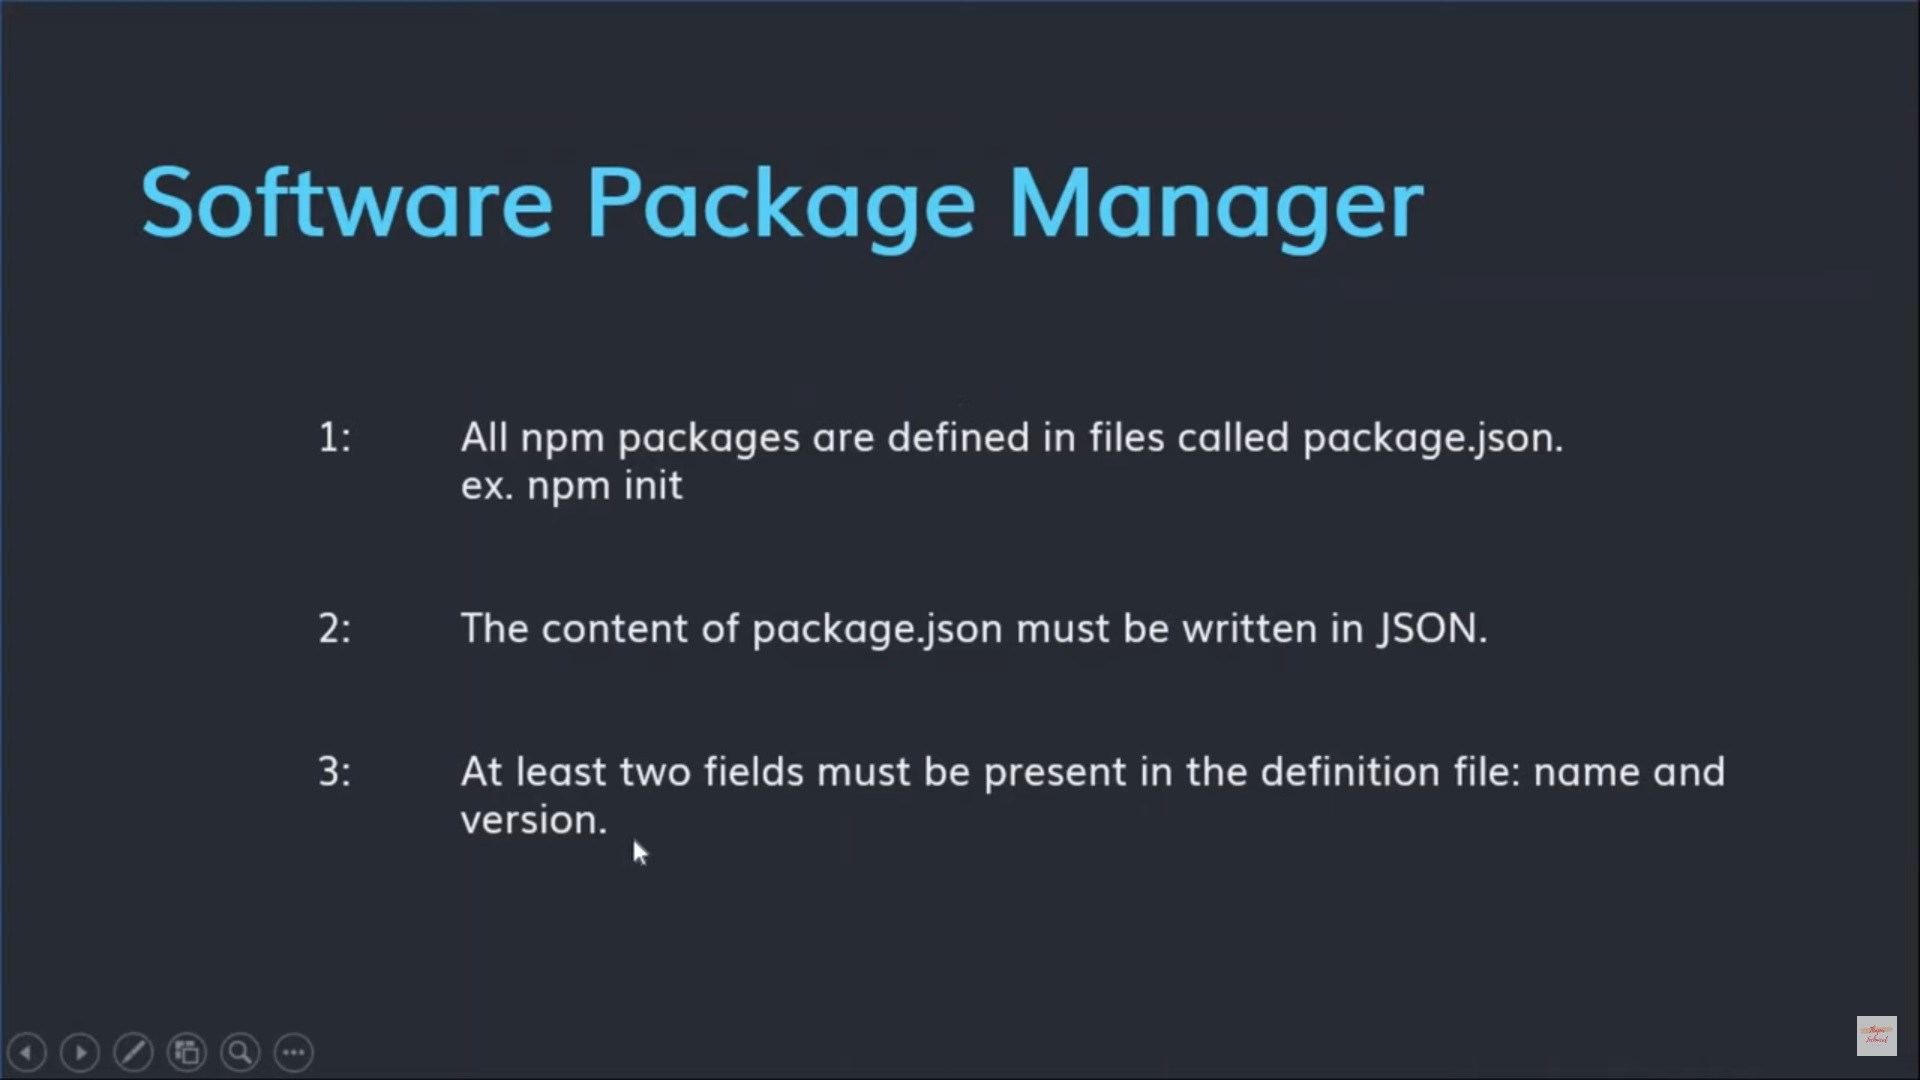 Software Package Manager
1: All npm packages are defined in files called package.json.
ex. npm init
2: The content of package.json must be written in JSON.
3: At least two fields must be present in the definition file: name and
version.